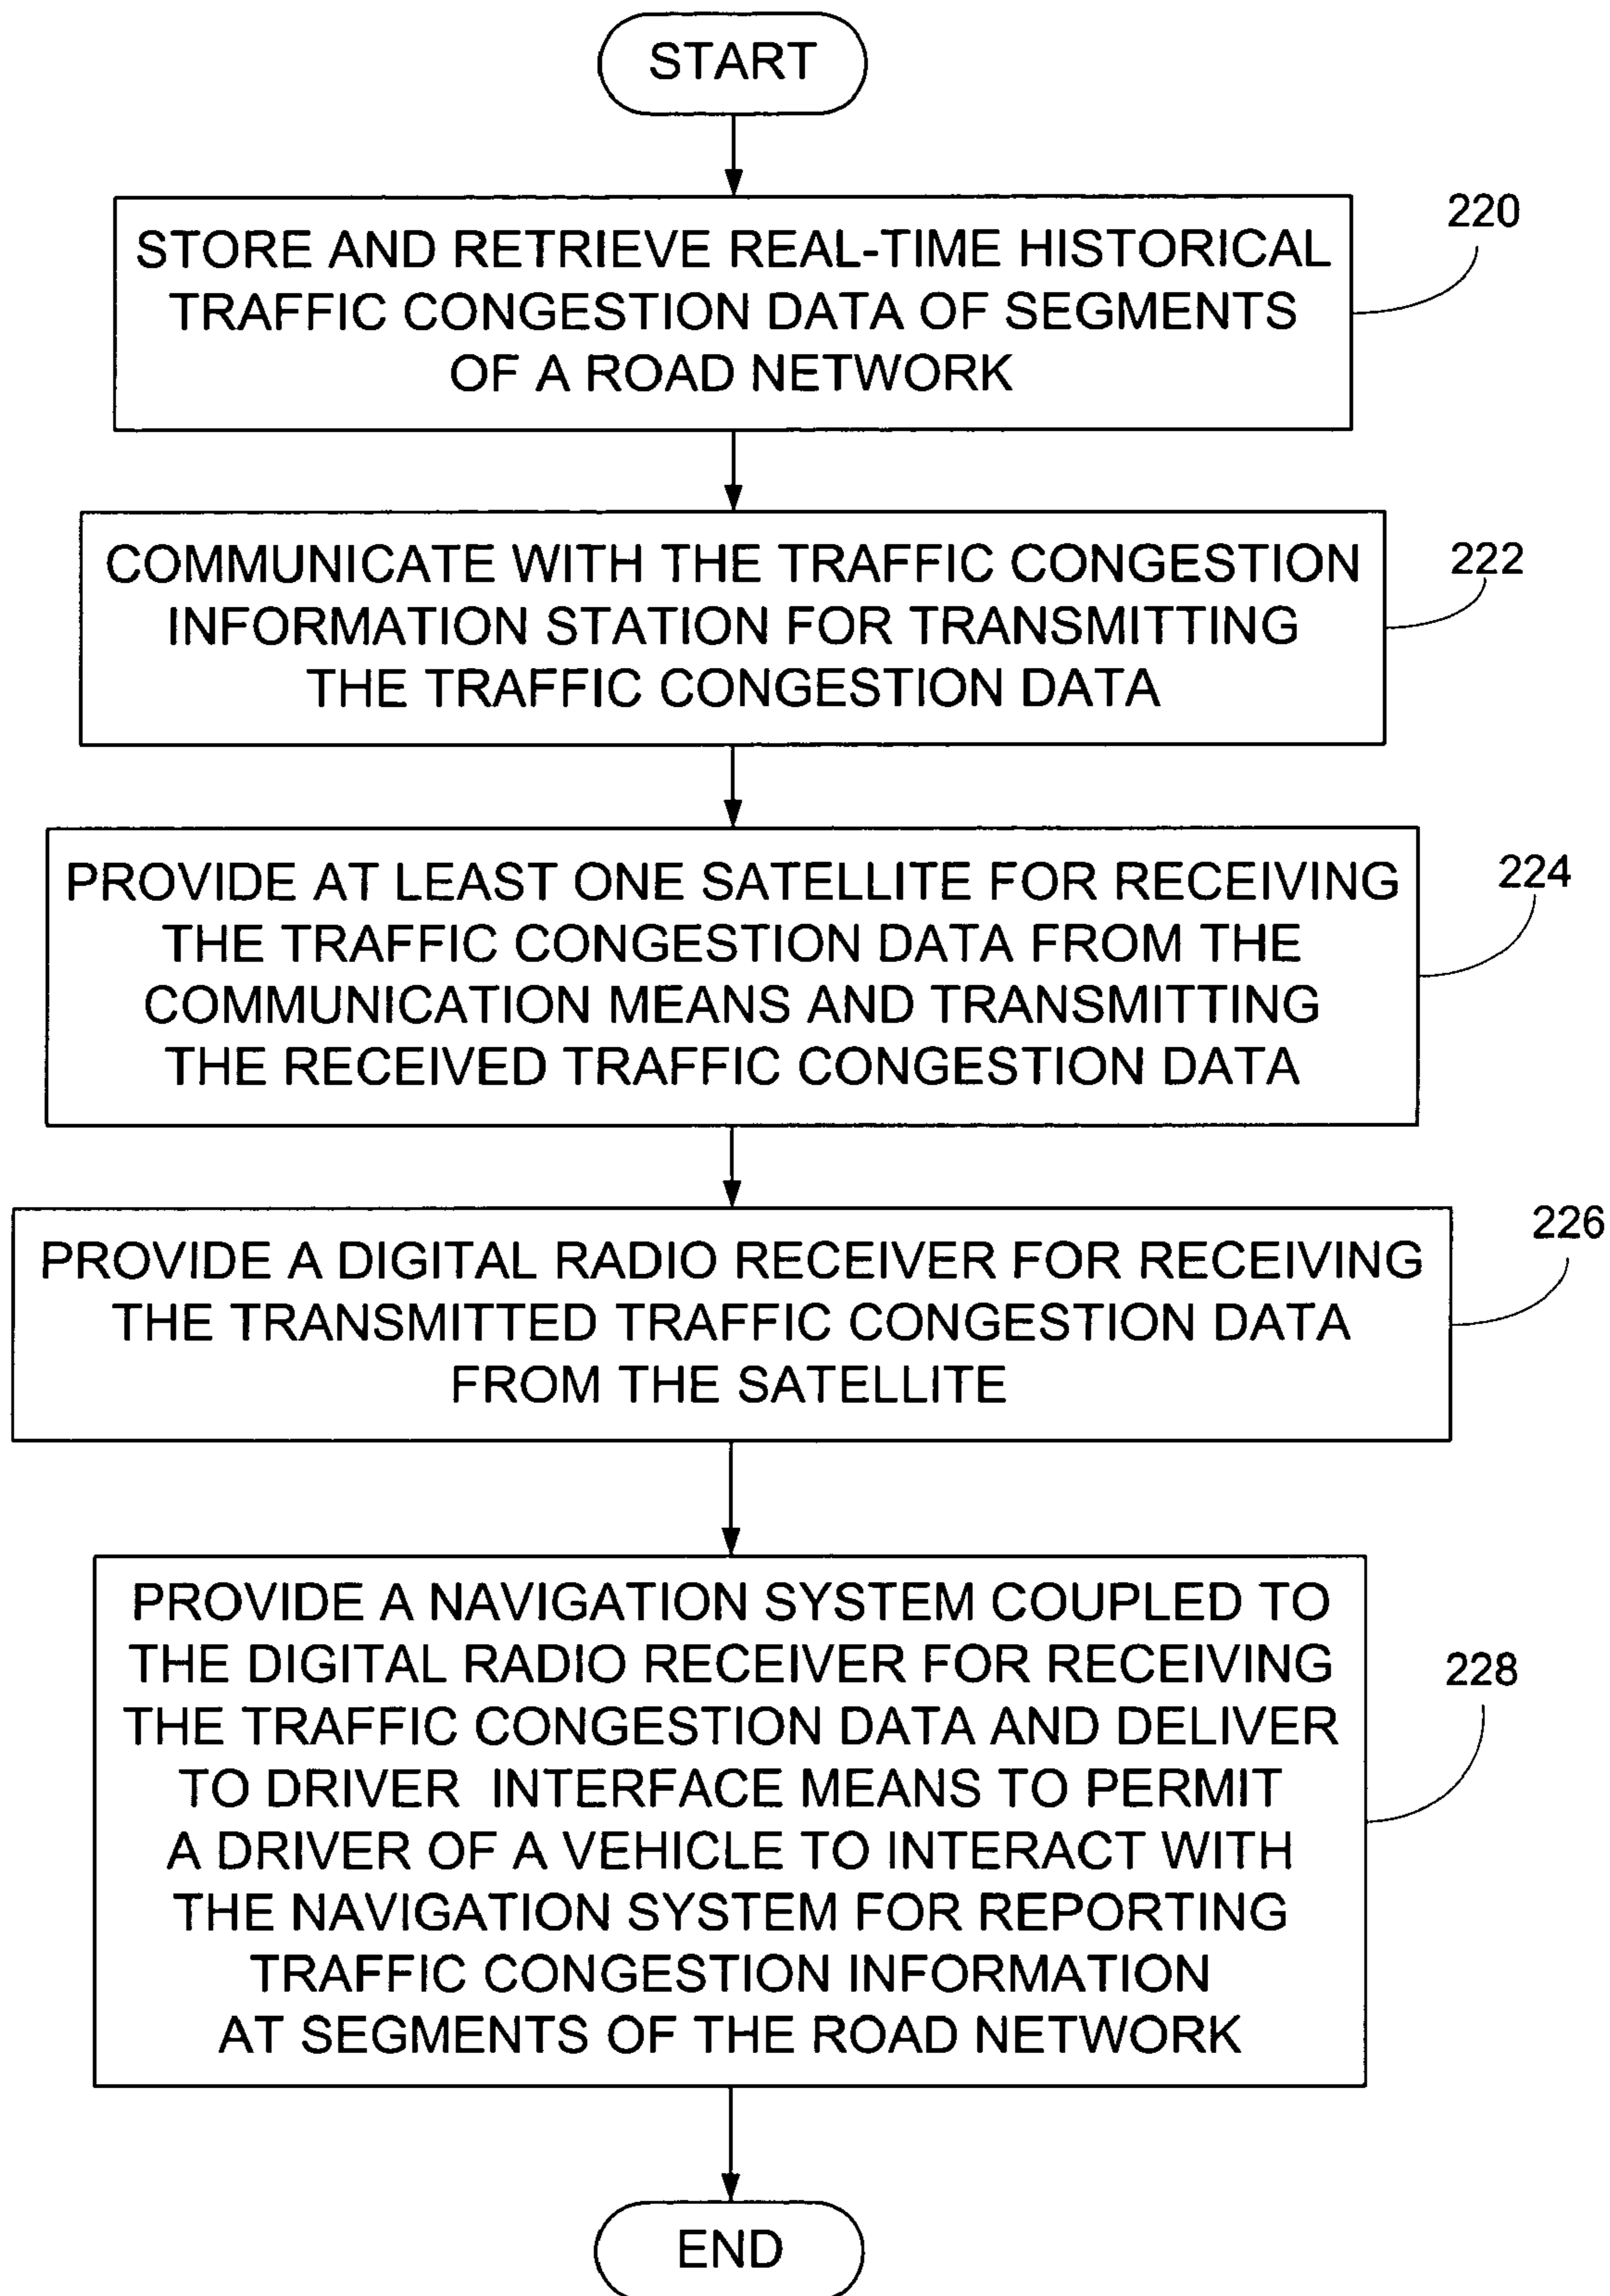 START
STORE AND RETRIEVE REAL-TIME HISTORICAL
TRAFFIC CONGESTION DATA OF SEGMENTS
OF A ROAD NETWORK
220
COMMUNICATE WITH THE TRAFFIC CONGESTION
INFORMATION STATION FOR TRANSMITTING
THE TRAFFIC CONGESTION DATA
222
PROVIDE AT LEAST ONE SATELLITE FOR RECEIVING
THE TRAFFIC CONGESTION DATA FROM THE
COMMUNICATION MEANS AND TRANSMITTING
THE RECEIVED TRAFFIC CONGESTION DATA
224
PROVIDE A DIGITAL RADIO RECEIVER FOR RECEIVING
THE TRANSMITTED TRAFFIC CONGESTION DATA
FROM THE SATELLITE
226
PROVIDE A NAVIGATION SYSTEM COUPLED TO
THE DIGITAL RADIO RECEIVER FOR RECEIVING
THE TRAFFIC CONGESTION DATA AND DELIVER
TO DRIVER INTERFACE MEANS TO PERMIT
A DRIVER OF A VEHICLE TO INTERACT WITH
THE NAVIGATION SYSTEM FOR REPORTING
TRAFFIC CONGESTION INFORMATION
AT SEGMENTS OF THE ROAD NETWORK
228
END